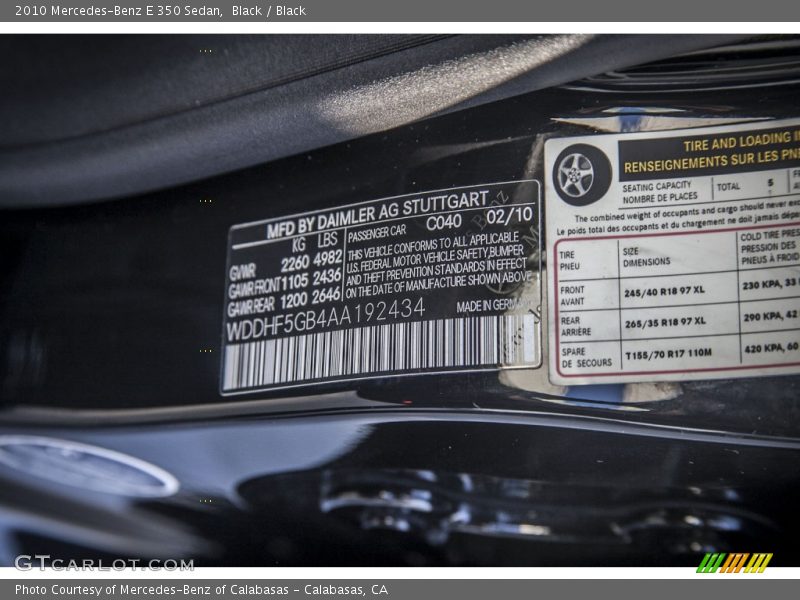 2010 Mercedes-Benz E 350 Sedan, Black / Black
MFD BY DAIMLER AG STUTTGART
KG LBS PASSENGER CAR C040 02/10
GVWR 2260 4982
GAWR FRONT 1105 2436
GAWR REAR 1200 2646
THIS VEHICLE CONFORMS TO ALL APPLICABLE
U.S. FEDERAL MOTOR VEHICLE SAFETY, BUMPER
AND THEFT PREVENTION STANDARDS IN EFFECT
ON THE DATE OF MANUFACTURE SHOWN ABOVE
MADE IN GERMANY
WDDHF5GB4AA192434
TIRE AND LOADING
RENSEIGNEMENTS SUR LES
SEATING CAPACITY
NOMBRE DE PLACES
TOTAL 5
The combined weight of occupants and cargo should never
Le poids total des occupants et du chargement ne doit jamais
TIRE
PNEU
SIZE
DIMENSIONS
COLD TIRE
PRESSION DES
PNEUS À FROID
FRONT
AVANT
245/40 R18 97 XL
230 KPA, 33
REAR
ARRIÈRE
265/35 R18 97 XL
290 KPA, 42
SPARE
DE SECOURS
T155/70 R17 110M
420 KPA, 60
GTCARLOT.COM
Photo Courtesy of Mercedes-Benz of Calabasas - Calabasas, CA